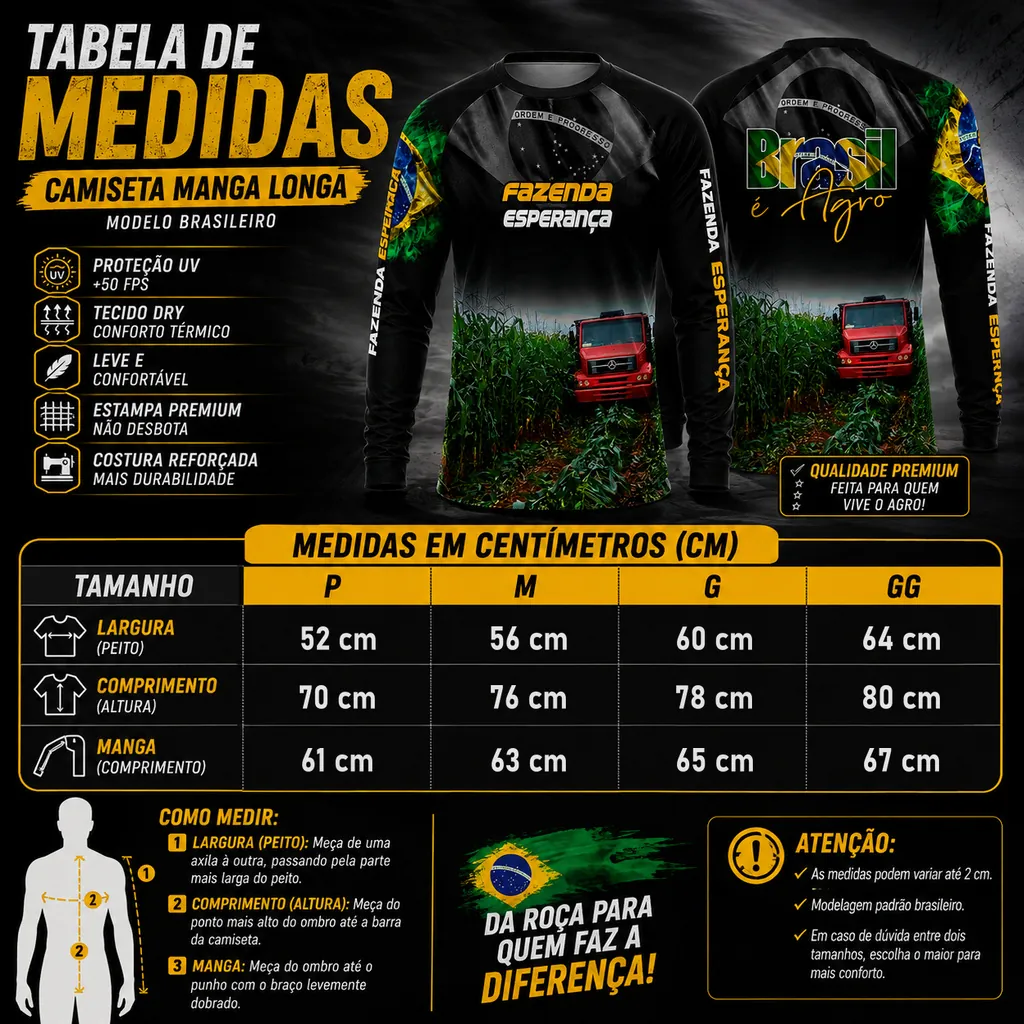 TABELA DE
MEDIDAS
CAMISETA MANGA LONGA
MODELO BRASILEIRO
UV
PROTEÇÃO UV
+50 FPS
TECIDO DRY
CONFORTO TÉRMICO
LEVE E
CONFORTÁVEL
ESTAMPA PREMIUM
NÃO DESBOTA
COSTURA REFORÇADA
MAIS DURABILIDADE
ORDEM E PROGRESSO
FAZENDA
ESPERANÇA
FAZENDA
FAZENDA ESPERANÇA
ORDEM E PROGRESSO
Brasil
é Agro
FAZENDA
QUALIDADE PREMIUM
FEITA PARA QUEM
VIVE O AGRO!
MEDIDAS EM CENTÍMETROS (CM)
TAMANHO P M G GG
LARGURA
(PEITO)
52 cm 56 cm 60 cm 64 cm
COMPRIMENTO
(ALTURA)
70 cm 76 cm 78 cm 80 cm
MANGA
(COMPRIMENTO)
61 cm 63 cm 65 cm 67 cm
1
2
2
COMO MEDIR:
1 LARGURA (PEITO): Meça de uma
axila à outra, passando pela parte
mais larga do peito.
2 COMPRIMENTO (ALTURA): Meça do
ponto mais alto do ombro até a barra
da camiseta.
3 MANGA: Meça do ombro até o
punho com o braço levemente
dobrado.
DA ROÇA PARA
QUEM FAZ A
DIFERENÇA!
ATENÇÃO:
As medidas podem variar até 2 cm.
Modelagem padrão brasileiro.
Em caso de dúvida entre dois
tamanhos, escolha o maior para
mais conforto.